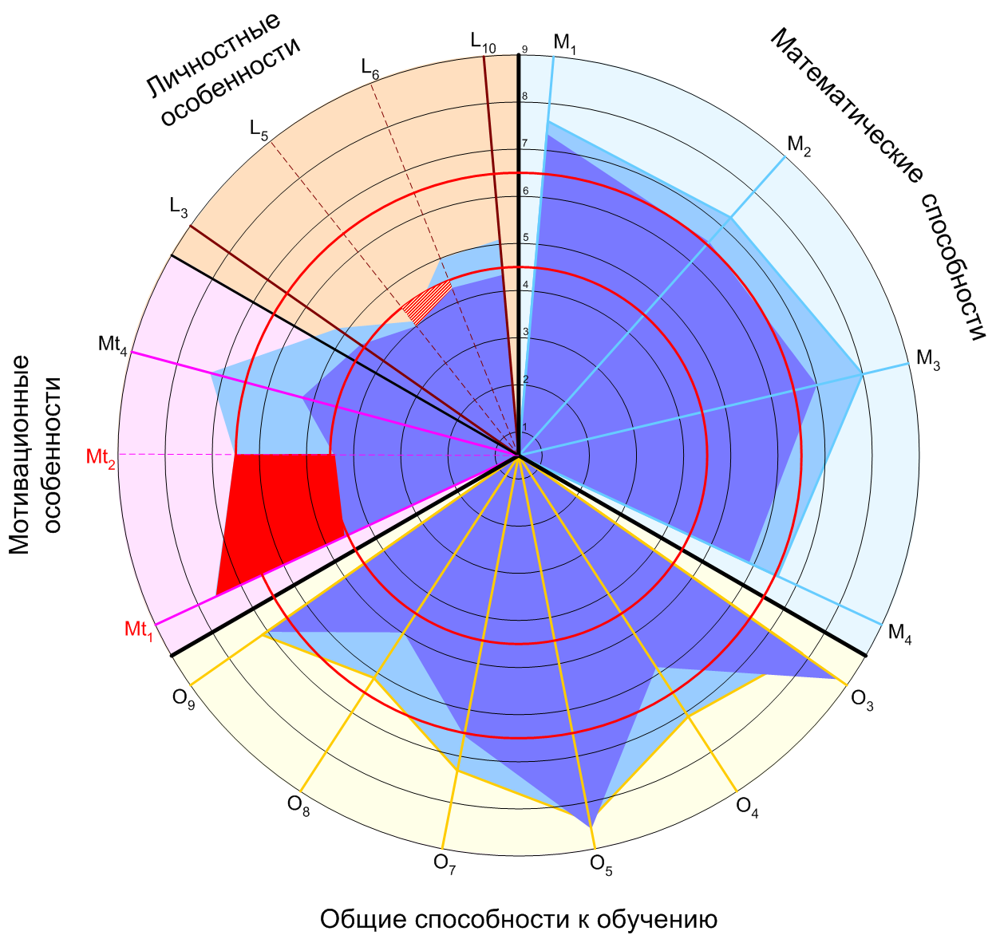 Личностные
особенности
Математические способности
Мотивационные
особенности
Общие способности к обучению
L3
L5
L6
L10
M1
M2
M3
M4
O3
O4
O5
O7
O8
O9
Mt1
Mt2
Mt4
9
8
7
6
5
4
3
2
1